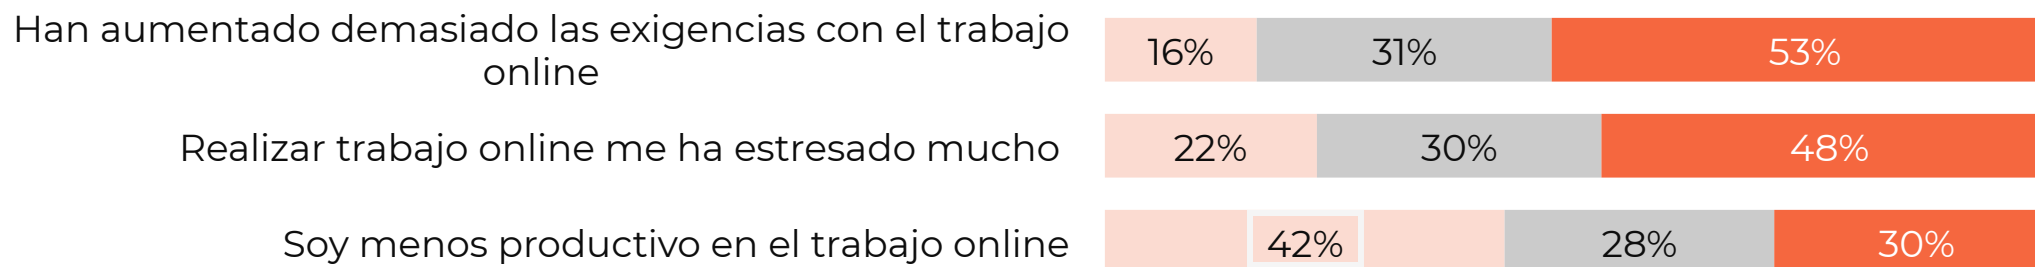 Han aumentado demasiado las exigencias con el trabajo
online
16% 31% 53%
Realizar trabajo online me ha estresado mucho
22% 30% 48%
Soy menos productivo en el trabajo online
42% 28% 30%